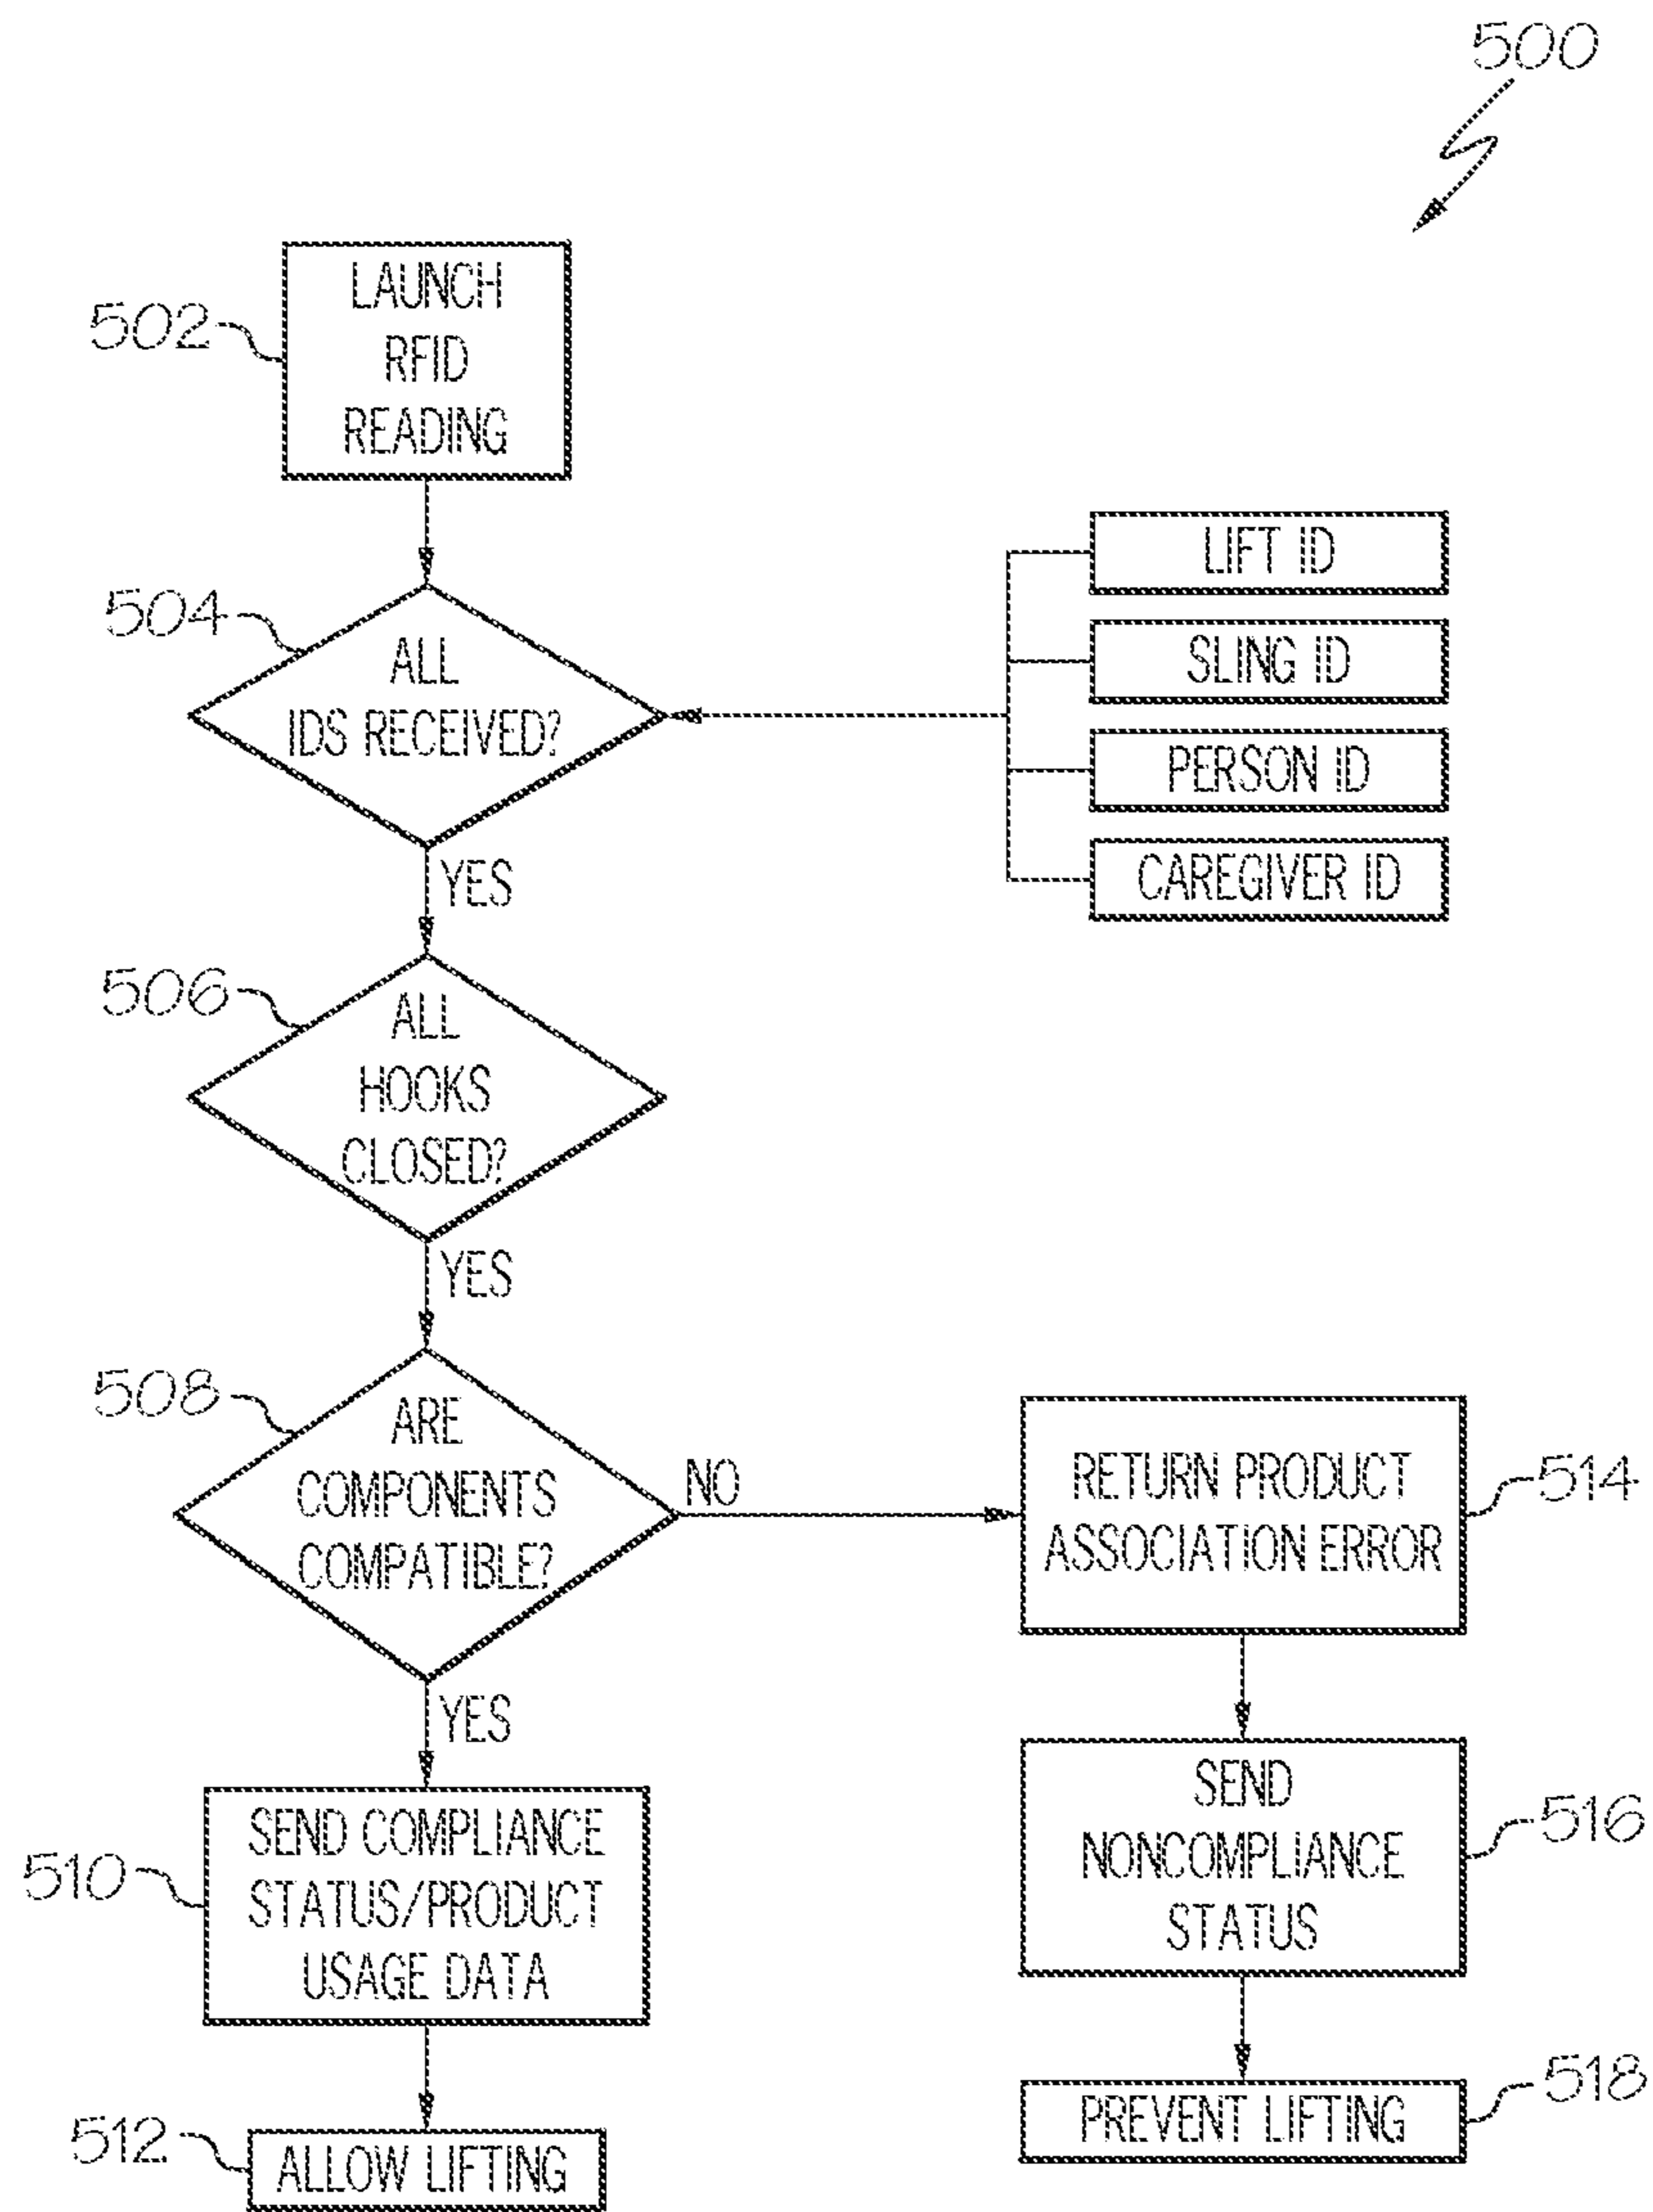 500
502
LAUNCH
RFID
READING
504
ALL
IDS RECEIVED?
LIFT ID
SLING ID
PERSON ID
CAREGIVER ID
YES
506
ALL
HOOKS
CLOSED?
YES
508
ARE
COMPONENTS
COMPATIBLE?
NO
RETURN PRODUCT
ASSOCIATION ERROR
514
YES
510
SEND COMPLIANCE
STATUS/PRODUCT
USAGE DATA
SEND
NONCOMPLIANCE
STATUS
516
512
ALLOW LIFTING
PREVENT LIFTING
518